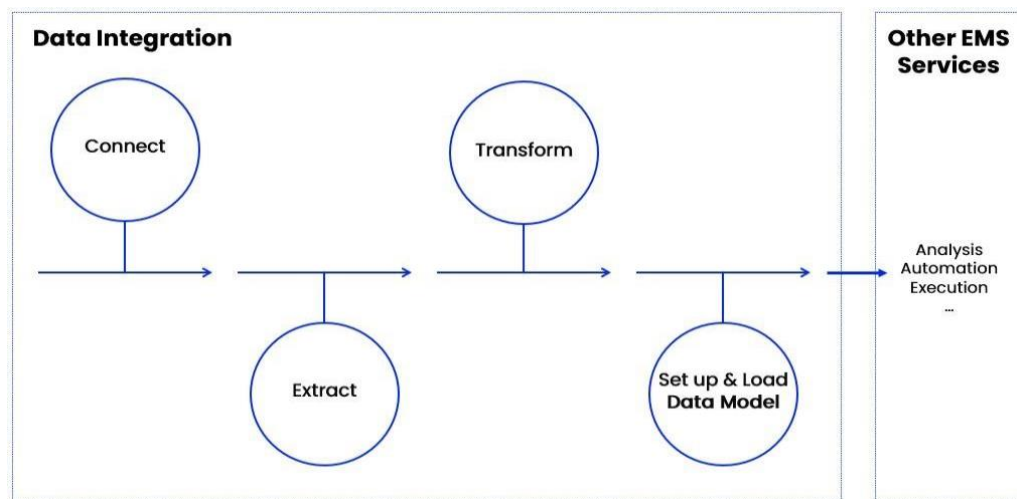 Data Integration
Other EMS
Services
Connect
Transform
Analysis
Automation
Execution
...
Extract
Set up & Load
Data Model